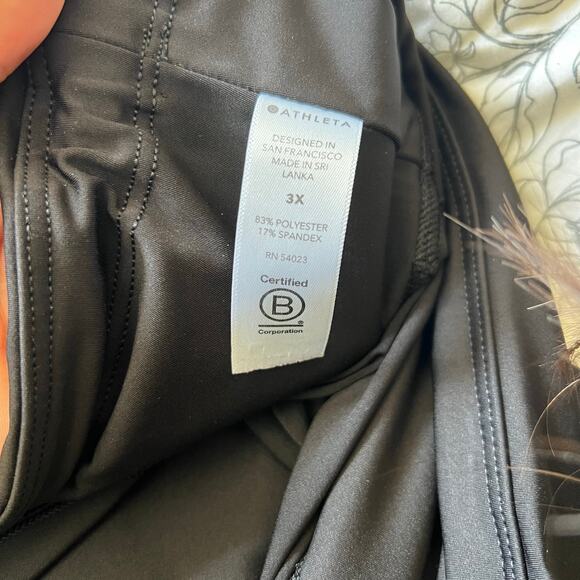 ATHLETA
DESIGNED IN
SAN FRANCISCO
MADE IN SRI
LANKA
3X
83% POLYESTER
17% SPANDEX
RN 54023
Certified
B
®
Corporation